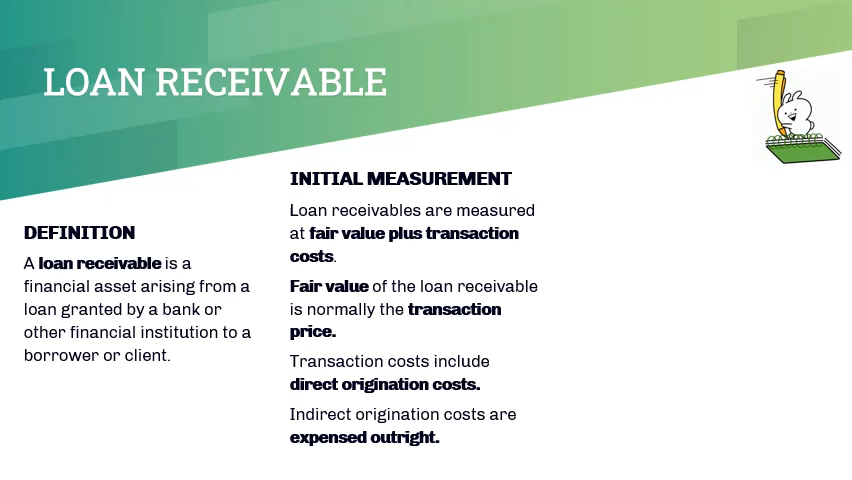 LOAN RECEIVABLE
DEFINITION
A loan receivable is a
financial asset arising from a
loan granted by a bank or
other financial institution to a
borrower or client.
INITIAL MEASUREMENT
Loan receivables are measured
at fair value plus transaction
costs.
Fair value of the loan receivable
is normally the transaction
price.
Transaction costs include
direct origination costs.
Indirect origination costs are
expensed outright.